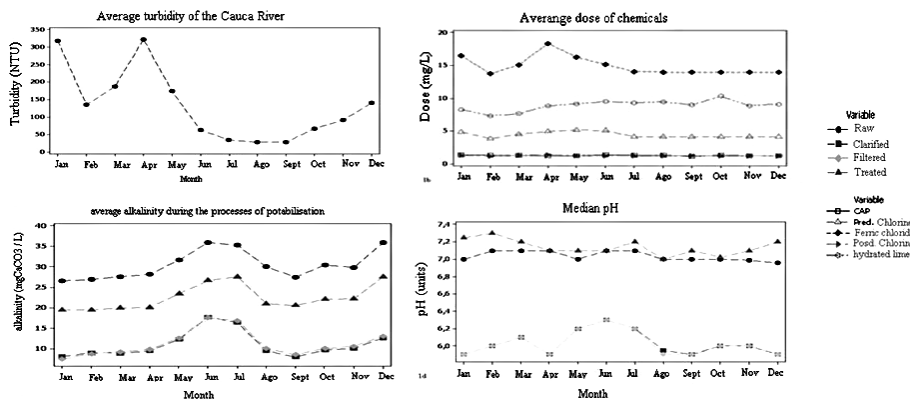 Average turbidity of the Cauca River
Turbidity (NTU)
350
300
250
200
150
100
50
0
Jan Feb Mar Apr May Jun Jul Ago Sept Oct Nov Dec
Month
Averange dose of chemicals
Dose (mg/L)
20
15
10
5
0
Jan Feb Mar Apr May Jun Jul Ago Sept Oct Nov Dec
1b
average alkalinity during the processes of potabilisation
alkalinity (mgCaCO3 / L)
40
35
30
25
20
15
10
Jan Feb Mar Apr May Jun Jul Ago Sept Oct Nov Dec
Month
Median pH
pH (units)
7,4
7,2
7,0
6,8
6,6
6,4
6,2
6,0
Jan Feb Mar Apr May Jun Jul Ago Sept Oct Nov Dec
1d
Month
Variable
Raw
Clarified
Filtered
Treated
Variable
CAP
Pred. Chlorine
Ferric chlorid
Posd. Chlorin
hydrated lime